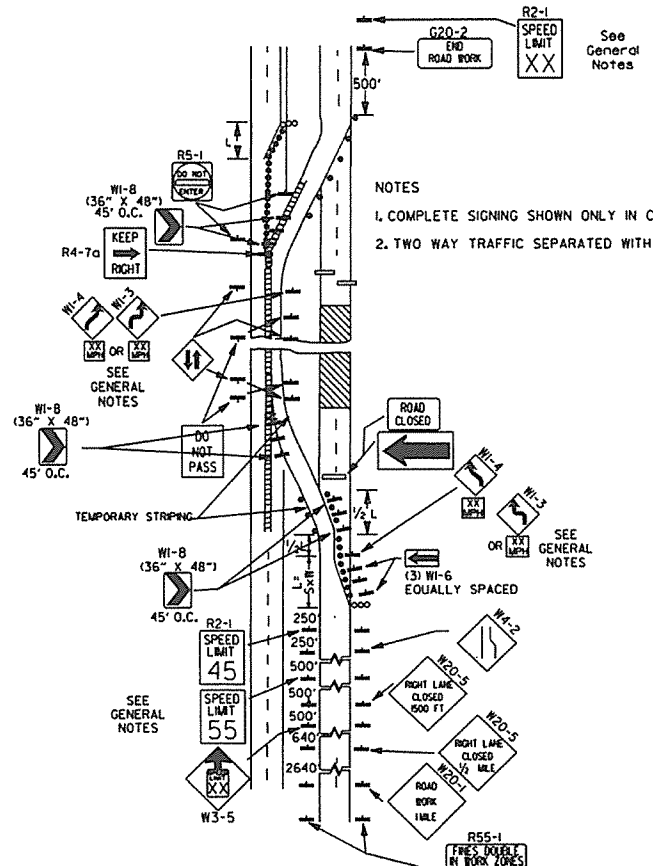 R2-1
SPEED
LIMIT
XX
See
General
Notes
G20-2
END
ROAD WORK
500'
L
R5-1
DO NOT
ENTER
W1-8
(36" X 48")
45' O.C.
R4-7a
KEEP
RIGHT
NOTES
1. COMPLETE SIGNING SHOWN ONLY IN
2. TWO WAY TRAFFIC SEPARATED WITH
W1-4
W1-3
XX
MPH
OR
XX
MPH
SEE
GENERAL
NOTES
W1-8
(36" X 48")
45' O.C.
DO
NOT
PASS
ROAD
CLOSED
W1-4
XX
MPH
W1-3
OR
XX
MPH
SEE
GENERAL
NOTES
TEMPORARY STRIPING
1/2 L
1/2
L=
SxW
W1-8
(36" X 48")
45' O.C.
(3) W1-6
EQUALLY SPACED
R2-1
SPEED
LIMIT
45
SPEED
LIMIT
55
SEE
GENERAL
NOTES
250'
250'
500'
500'
500'
640'
2640'
W4-2
W20-5
RIGHT LANE
CLOSED
1500 FT
W20-5
RIGHT LANE
CLOSED
1/2 MILE
W20-1
ROAD
WORK
1 MILE
LIMIT
XX
W3-5
R55-1
FINES DOUBLE
IN WORK ZONES